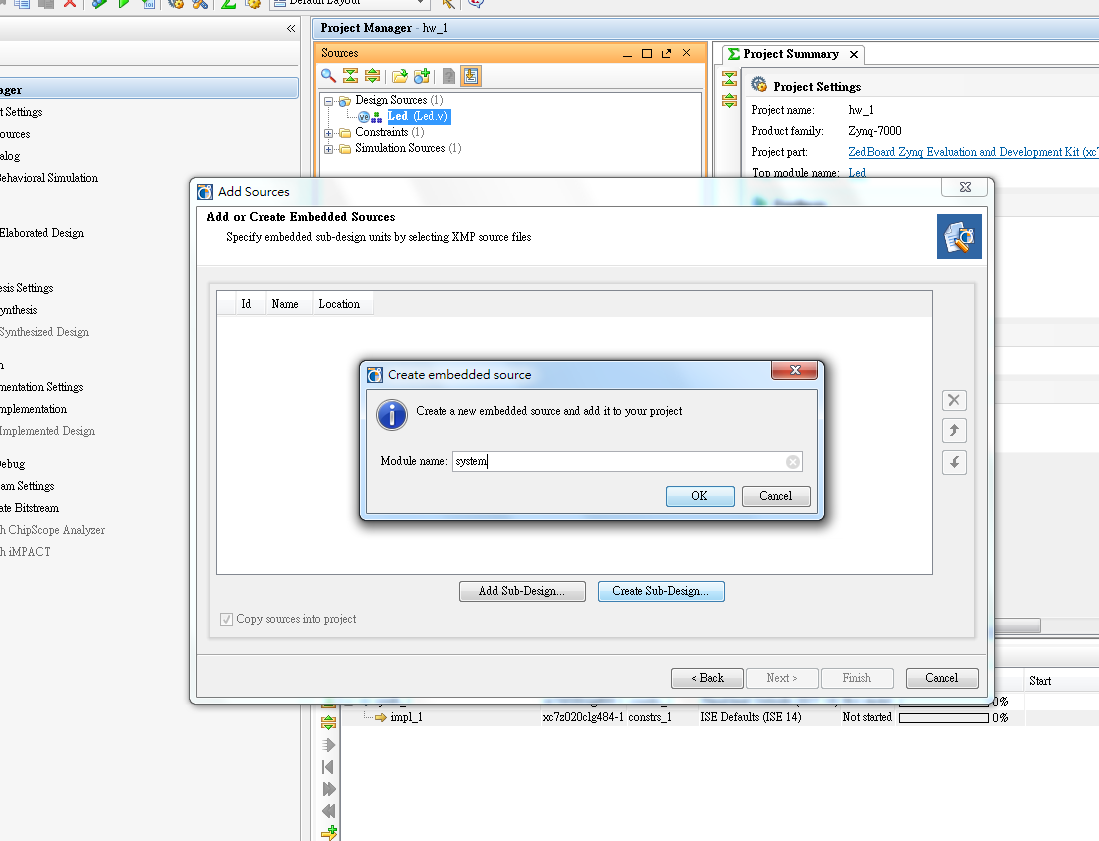 Default Layout
Project Manager - hw_1
Sources
Project Summary
ager
t Settings
ources
alog
Behavioral Simulation
Elaborated Design
esis Settings
ynthesis
Synthesized Design
n
mentation Settings
mplementation
Implemented Design
ebug
am Settings
ate Bitstream
h ChipScope Analyzer
h iMPACT
Design Sources (1)
Led (Led.v)
Constraints (1)
Simulation Sources (1)
Project Settings
Project name: hw_1
Product family: Zynq-7000
Project part: ZedBoard Zynq Evaluation and Development Kit (xc7
Top module name: Led
Add Sources
Add or Create Embedded Sources
Specify embedded sub-design units by selecting XMP source files
Id Name Location
Create embedded source
Create a new embedded source and add it to your project
Module name: system
OK Cancel
Add Sub-Design... Create Sub-Design...
Copy sources into project
< Back Next > Finish Cancel
Start
0%
impl_1 xc7z020clg484-1 constrs_1 ISE Defaults (ISE 14) Not started 0%